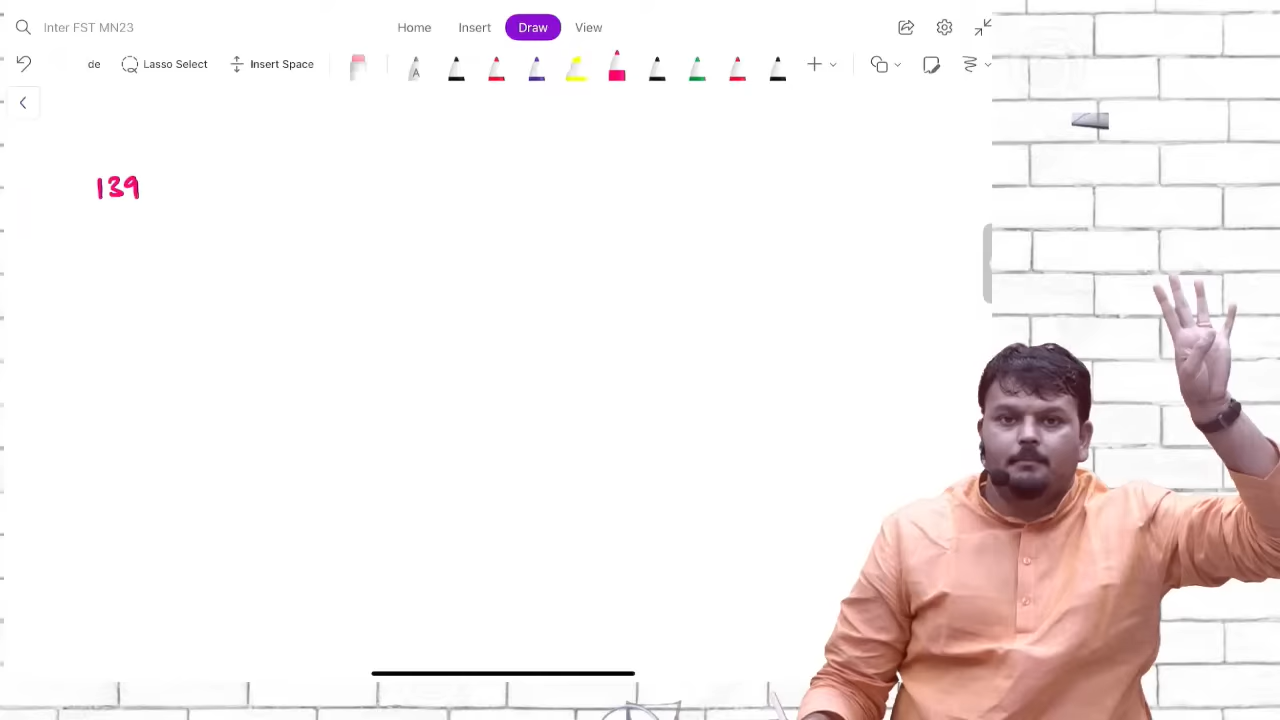 Inter FST MN23
Home Insert Draw View
de Lasso Select Insert Space
A
139